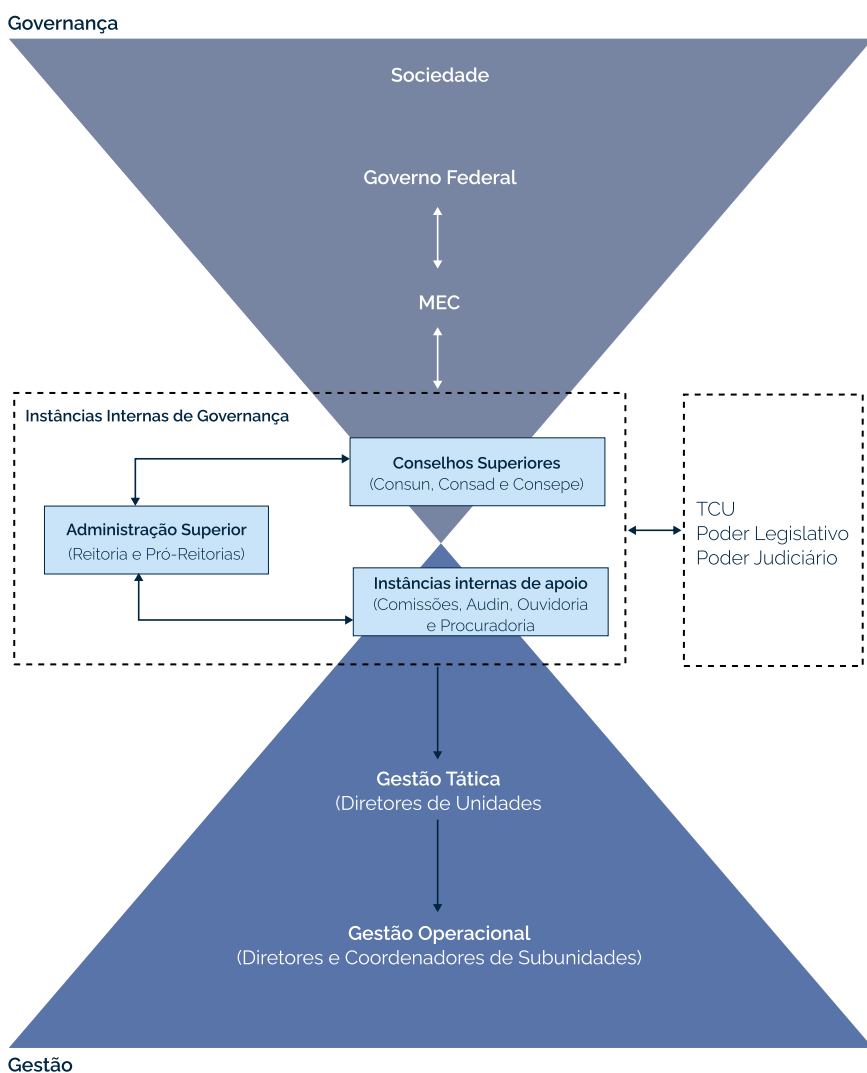 Governança
Sociedade
Governo Federal
MEC
Instâncias Internas de Governança
Conselhos Superiores
(Consun, Consad e Consepe)
Administração Superior
(Reitoria e Pró-Reitorias)
TCU
Poder Legislativo
Poder Judiciário
Instâncias internas de apoio
(Comissões, Audin, Ouvidoria
e Procuradoria
Gestão Tática
(Diretores de Unidades
Gestão Operacional
(Diretores e Coordenadores de Subunidades)
Gestão